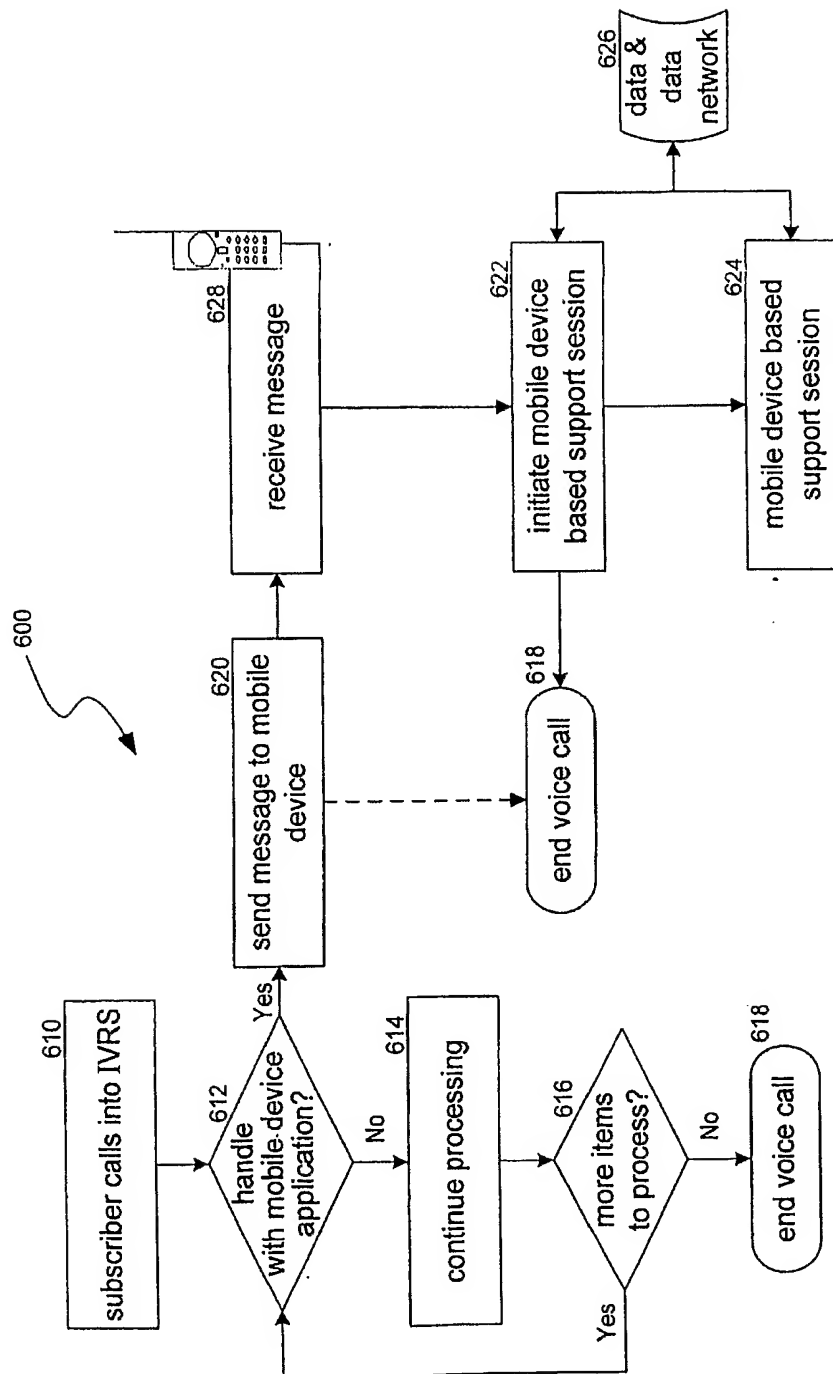 600
610
subscriber calls into IVRS
612
handle
with mobile device
application?
Yes
No
614
continue processing
616
more items
to process?
Yes
No
618
end voice call
620
send message to mobile
device
618
end voice call
628
receive message
622
initiate mobile device
based support session
624
mobile device based
support session
626
data &
data
network